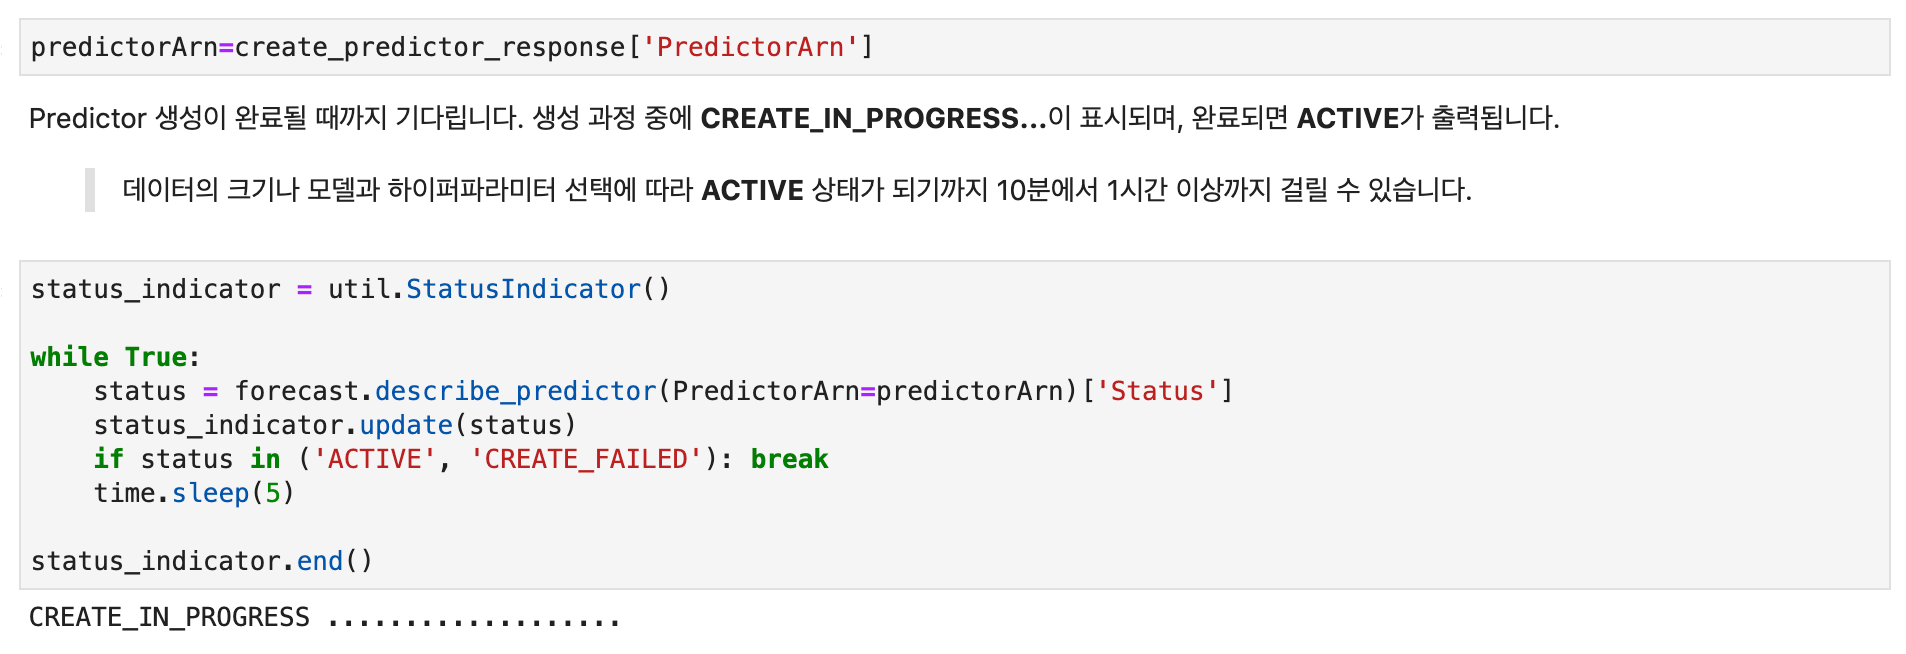 predictorArn=create_predictor_response['PredictorArn']
Predictor 생성이 완료될 때까지 기다립니다. 생성 과정 중에 CREATE_IN_PROGRESS...이 표시되며, 완료되면 ACTIVE가 출력됩니다.
데이터의 크기나 모델과 하이퍼파라미터 선택에 따라 ACTIVE 상태가 되기까지 10분에서 1시간 이상까지 걸릴 수 있습니다.
status_indicator = util.StatusIndicator()
while True:
    status = forecast.describe_predictor(PredictorArn=predictorArn)['Status']
    status_indicator.update(status)
    if status in ('ACTIVE', 'CREATE_FAILED'): break
    time.sleep(5)
status_indicator.end()
CREATE_IN_PROGRESS ...................